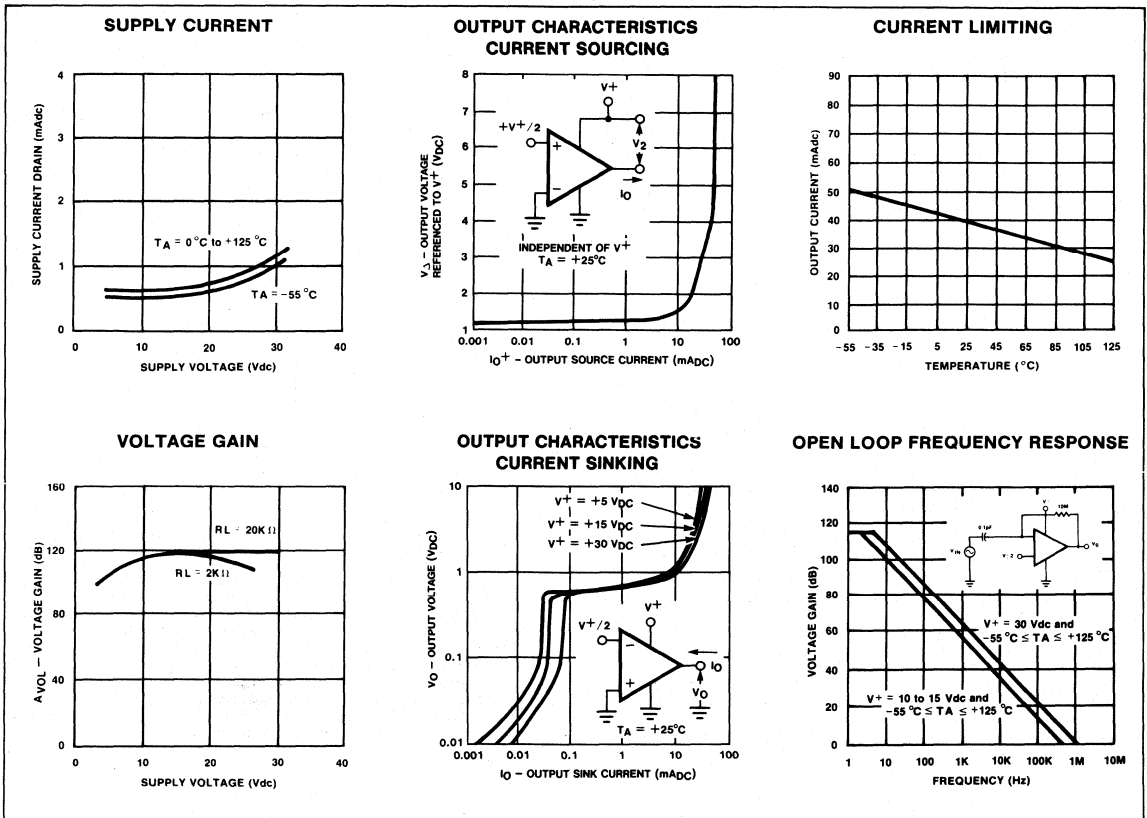 SUPPLY CURRENT
SUPPLY CURRENT DRAIN (mAdc)
4
3
2
1
0
TA = 0°C to +125°C
TA = -55°C
0 10 20 30 40
SUPPLY VOLTAGE (Vdc)
OUTPUT CHARACTERISTICS
CURRENT SOURCING
V△ – OUTPUT VOLTAGE
REFERENCED TO V+ (VDC)
8
7
6
5
4
3
2
1
V+
+V+/2
+
−
V2
IO
INDEPENDENT OF V+
TA = +25°C
0.001 0.01 0.1 1 10 100
IO+ – OUTPUT SOURCE CURRENT (mADC)
CURRENT LIMITING
OUTPUT CURRENT (mAdc)
90
80
70
60
50
40
30
20
10
0
-55 -35 -15 5 25 45 65 85 105 125
TEMPERATURE (°C)
VOLTAGE GAIN
AVOL – VOLTAGE GAIN (dB)
160
120
80
40
0
RL = 20KΩ
RL = 2KΩ
0 10 20 30 40
SUPPLY VOLTAGE (Vdc)
OUTPUT CHARACTERISTICS
CURRENT SINKING
VO – OUTPUT VOLTAGE (VDC)
10
1
0.1
0.01
V+ = +5 VDC
V+ = +15 VDC
V+ = +30 VDC
V+
V+/2
−
+
IO
VO
TA = +25°C
0.001 0.01 0.1 1 10 100
IO – OUTPUT SINK CURRENT (mADC)
OPEN LOOP FREQUENCY RESPONSE
VOLTAGE GAIN (dB)
140
120
100
80
60
40
20
0
V
10M
VO
V+ = 30 Vdc and
-55°C ≤ TA ≤ +125°C
V+ = 10 to 15 Vdc and
-55°C ≤ TA ≤ +125°C
1 10 100 1K 10K 100K 1M 10M
FREQUENCY (Hz)